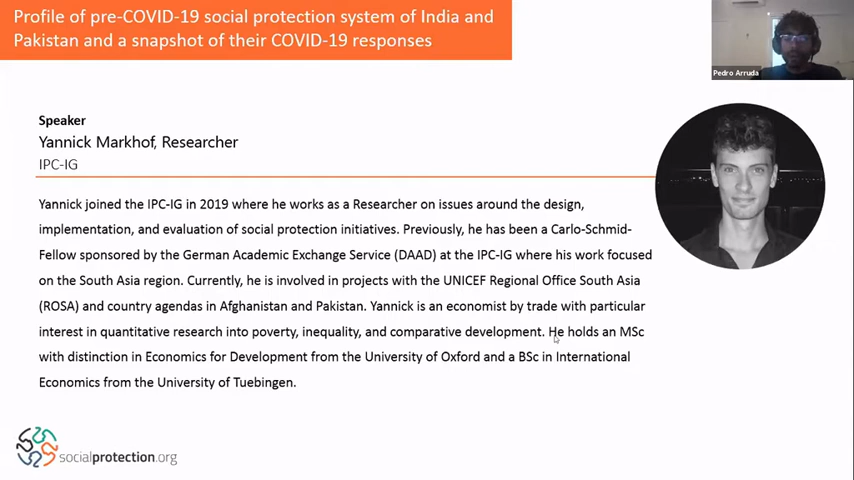 Profile of pre-COVID-19 social protection system of India and
Pakistan and a snapshot of their COVID-19 responses
Pedro Arruda
Speaker
Yannick Markhof, Researcher
IPC-IG
Yannick joined the IPC-IG in 2019 where he works as a Researcher on issues around the design,
implementation, and evaluation of social protection initiatives. Previously, he has been a Carlo-Schmid-
Fellow sponsored by the German Academic Exchange Service (DAAD) at the IPC-IG where his work focused
on the South Asia region. Currently, he is involved in projects with the UNICEF Regional Office South Asia
(ROSA) and country agendas in Afghanistan and Pakistan. Yannick is an economist by trade with particular
interest in quantitative research into poverty, inequality, and comparative development. He holds an MSc
with distinction in Economics for Development from the University of Oxford and a BSc in International
Economics from the University of Tuebingen.
socialprotection.org